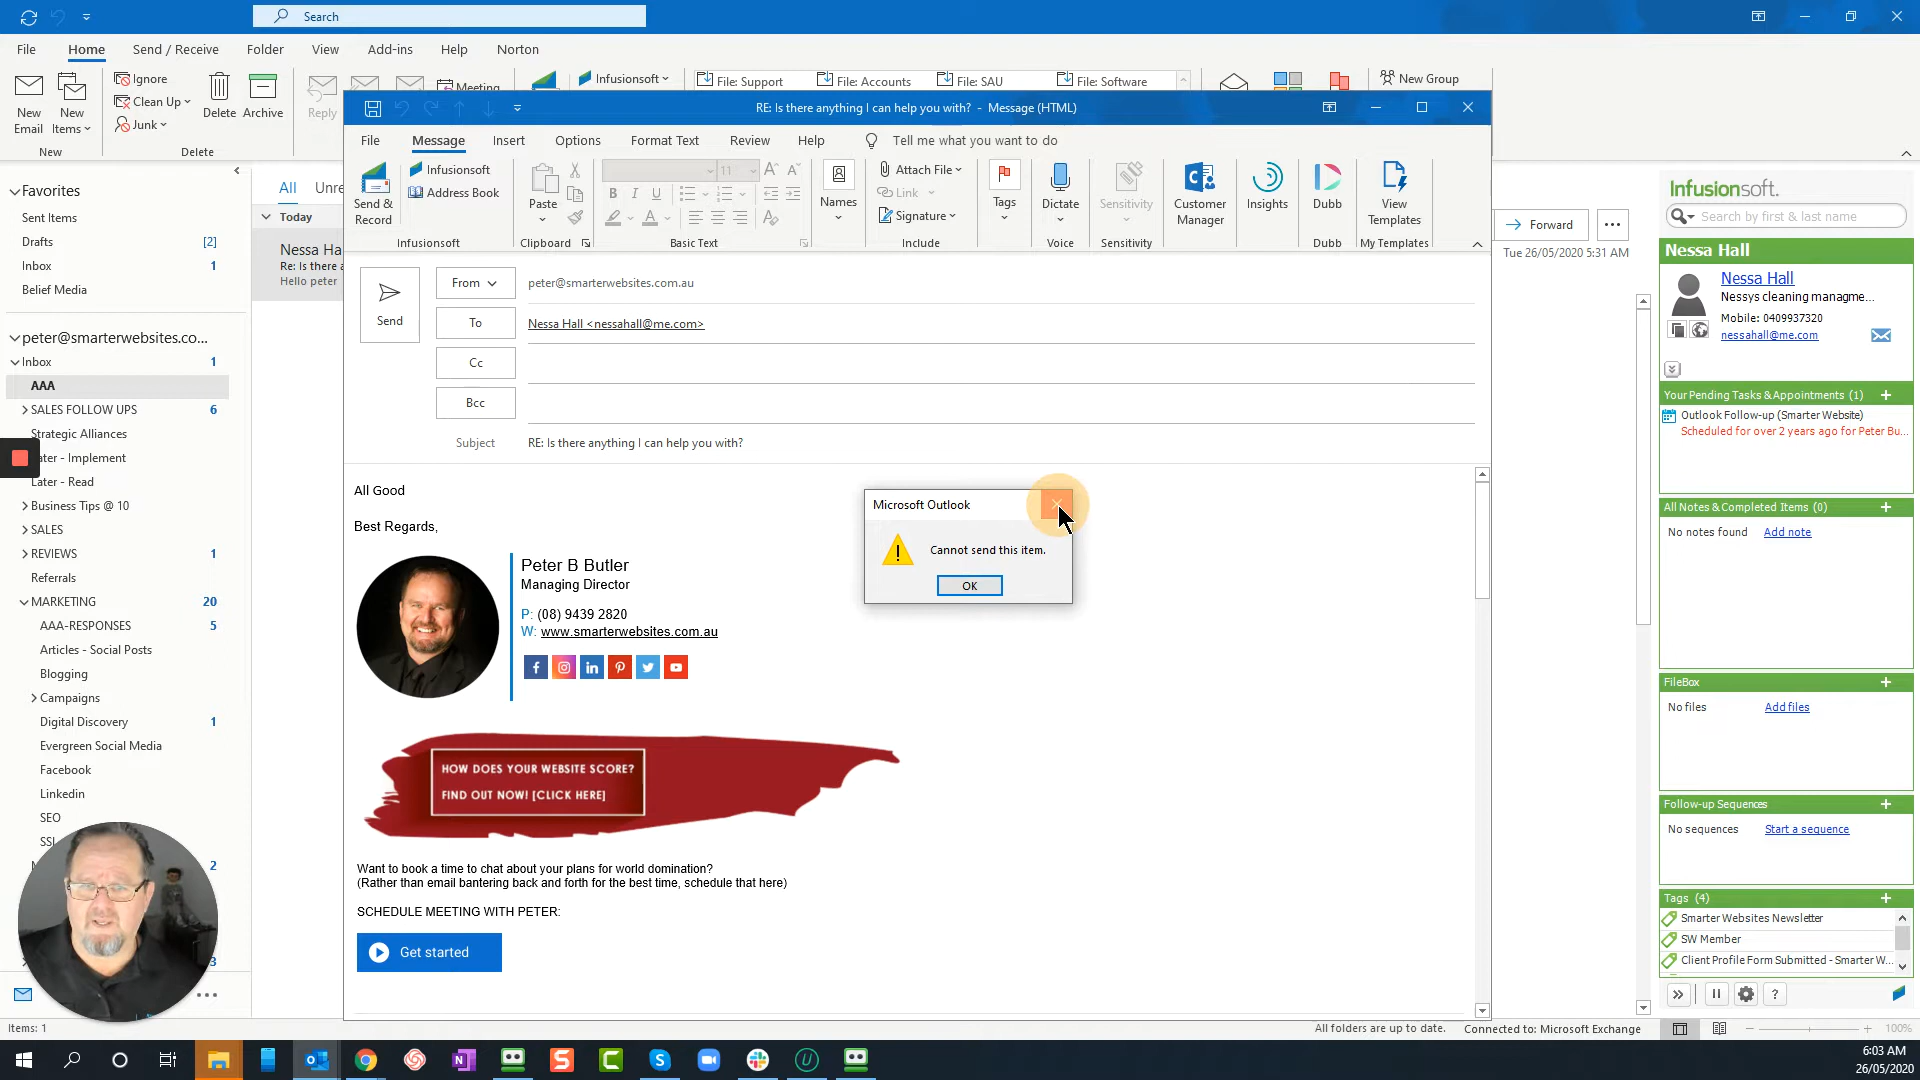 Search
File
Home
Send / Receive
Folder
View
Add-ins
Help
Norton
New Email
New Items
Ignore
Clean Up
Junk
Delete
Archive
Reply
Meeting
Infusionsoft
File: Support
File: Accounts
File: SAU
File: Software
New Group
New
Delete
RE: Is there anything I can help you with? - Message (HTML)
File
Message
Insert
Options
Format Text
Review
Help
Tell me what you want to do
Send & Record
Infusionsoft
Address Book
Infusionsoft
Paste
Clipboard
11
B I U
Basic Text
Names
Attach File
Link
Signature
Include
Tags
Dictate
Voice
Sensitivity
Sensitivity
Customer Manager
Insights
Dubb
Dubb
View Templates
My Templates
Favorites
Sent Items
Drafts [2]
Inbox 1
Belief Media
peter@smarterwebsites.co...
Inbox 1
AAA
SALES FOLLOW UPS 6
Strategic Alliances
ater - Implement
Later - Read
Business Tips @ 10
SALES
REVIEWS 1
Referrals
MARKETING 20
AAA-RESPONSES 5
Articles - Social Posts
Blogging
Campaigns
Digital Discovery 1
Evergreen Social Media
Facebook
Linkedin
SEO
SSL
2
3
Items: 1
All
Unre
Today
Nessa Ha
Re: Is there a
Hello peter
Send
From
peter@smarterwebsites.com.au
To
Nessa Hall <nessahall@me.com>
Cc
Bcc
Subject
RE: Is there anything I can help you with?
All Good
Best Regards,
Peter B Butler
Managing Director
P: (08) 9439 2820
W: www.smarterwebsites.com.au
HOW DOES YOUR WEBSITE SCORE?
FIND OUT NOW! [CLICK HERE]
Want to book a time to chat about your plans for world domination?
(Rather than email bantering back and forth for the best time, schedule that here)
SCHEDULE MEETING WITH PETER:
Get started
Microsoft Outlook
Cannot send this item.
OK
Forward
Tue 26/05/2020 5:31 AM
Infusionsoft.
Search by first & last name
Nessa Hall
Nessa Hall
Nessys cleaning managme...
Mobile: 0409937320
nessahall@me.com
Your Pending Tasks & Appointments (1)
Outlook Follow-up (Smarter Website)
Scheduled for over 2 years ago for Peter Bu...
All Notes & Completed Items (0)
No notes found Add note
FileBox
No files Add files
Follow-up Sequences
No sequences Start a sequence
Tags (4)
Smarter Websites Newsletter
SW Member
Client Profile Form Submitted - Smarter W...
All folders are up to date.
Connected to: Microsoft Exchange
100%
6:03 AM
26/05/2020